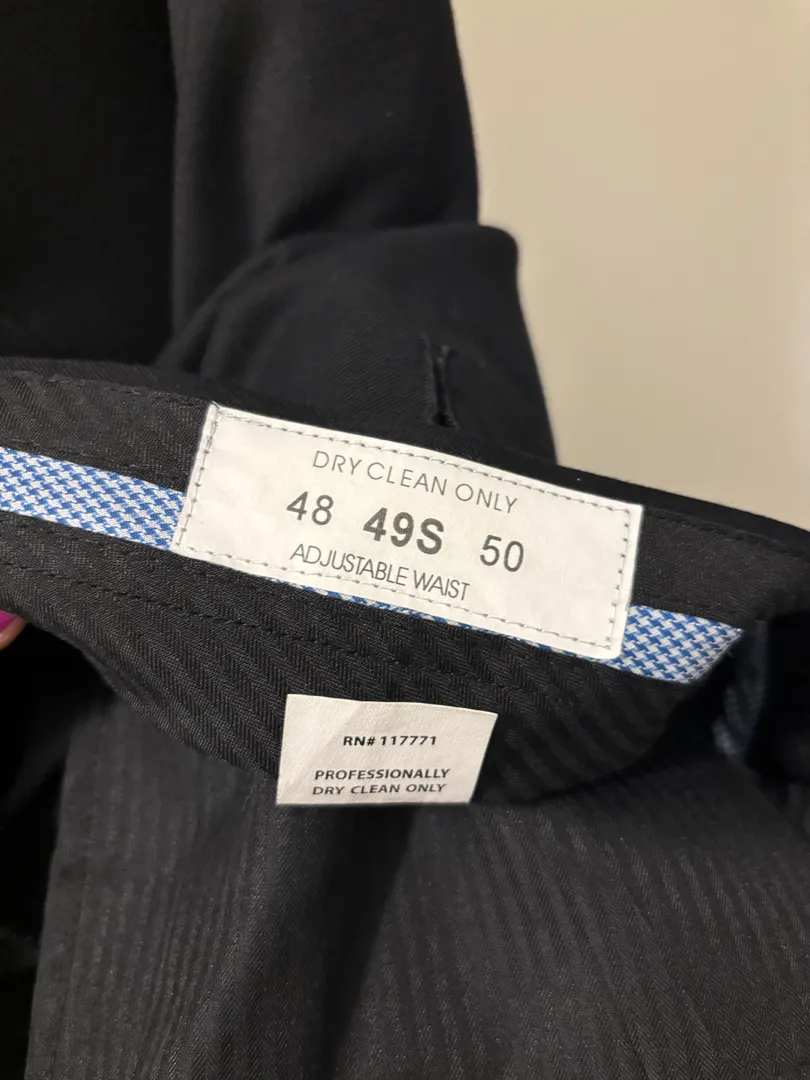 DRY CLEAN ONLY
48 49S 50
ADJUSTABLE WAIST
RN# 117771
PROFESSIONALLY
DRY CLEAN ONLY